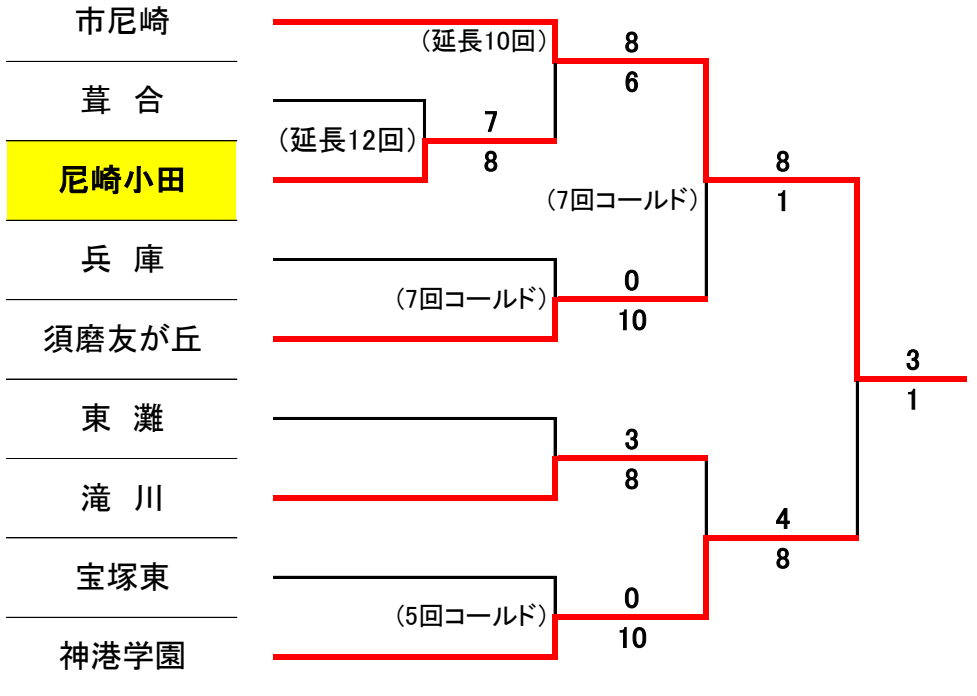 市尼崎
(延長10回)
8
6
葺 合
(延長12回)
7
8
尼崎小田
8
1
(7回コールド)
兵 庫
(7回コールド)
0
10
須磨友が丘
3
1
東 灘
3
8
滝 川
4
8
宝塚東
(5回コールド)
0
10
神港学園